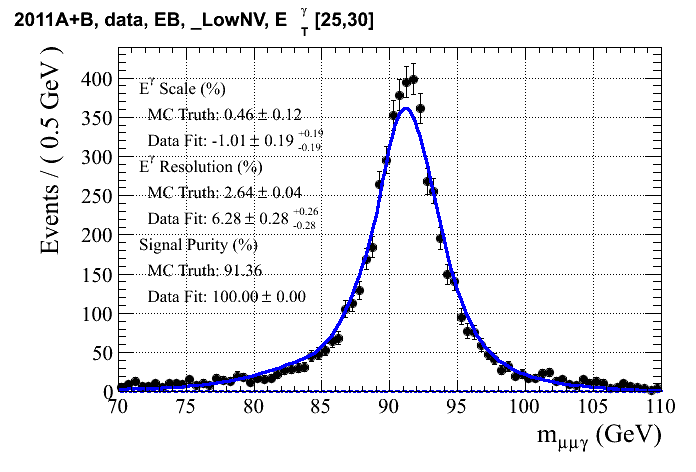 2011A+B, data, EB, _LowNV, E γ T [25,30]
Events / ( 0.5 GeV )
400
350
300
250
200
150
100
50
0
E^γ Scale (%)
MC Truth: 0.46 ± 0.12
Data Fit: -1.01 ± 0.19 +0.19 -0.19
E^γ Resolution (%)
MC Truth: 2.64 ± 0.04
Data Fit: 6.28 ± 0.28 +0.26 -0.28
Signal Purity (%)
MC Truth: 91.36
Data Fit: 100.00 ± 0.00
70 75 80 85 90 95 100 105 110
m_μμγ (GeV)